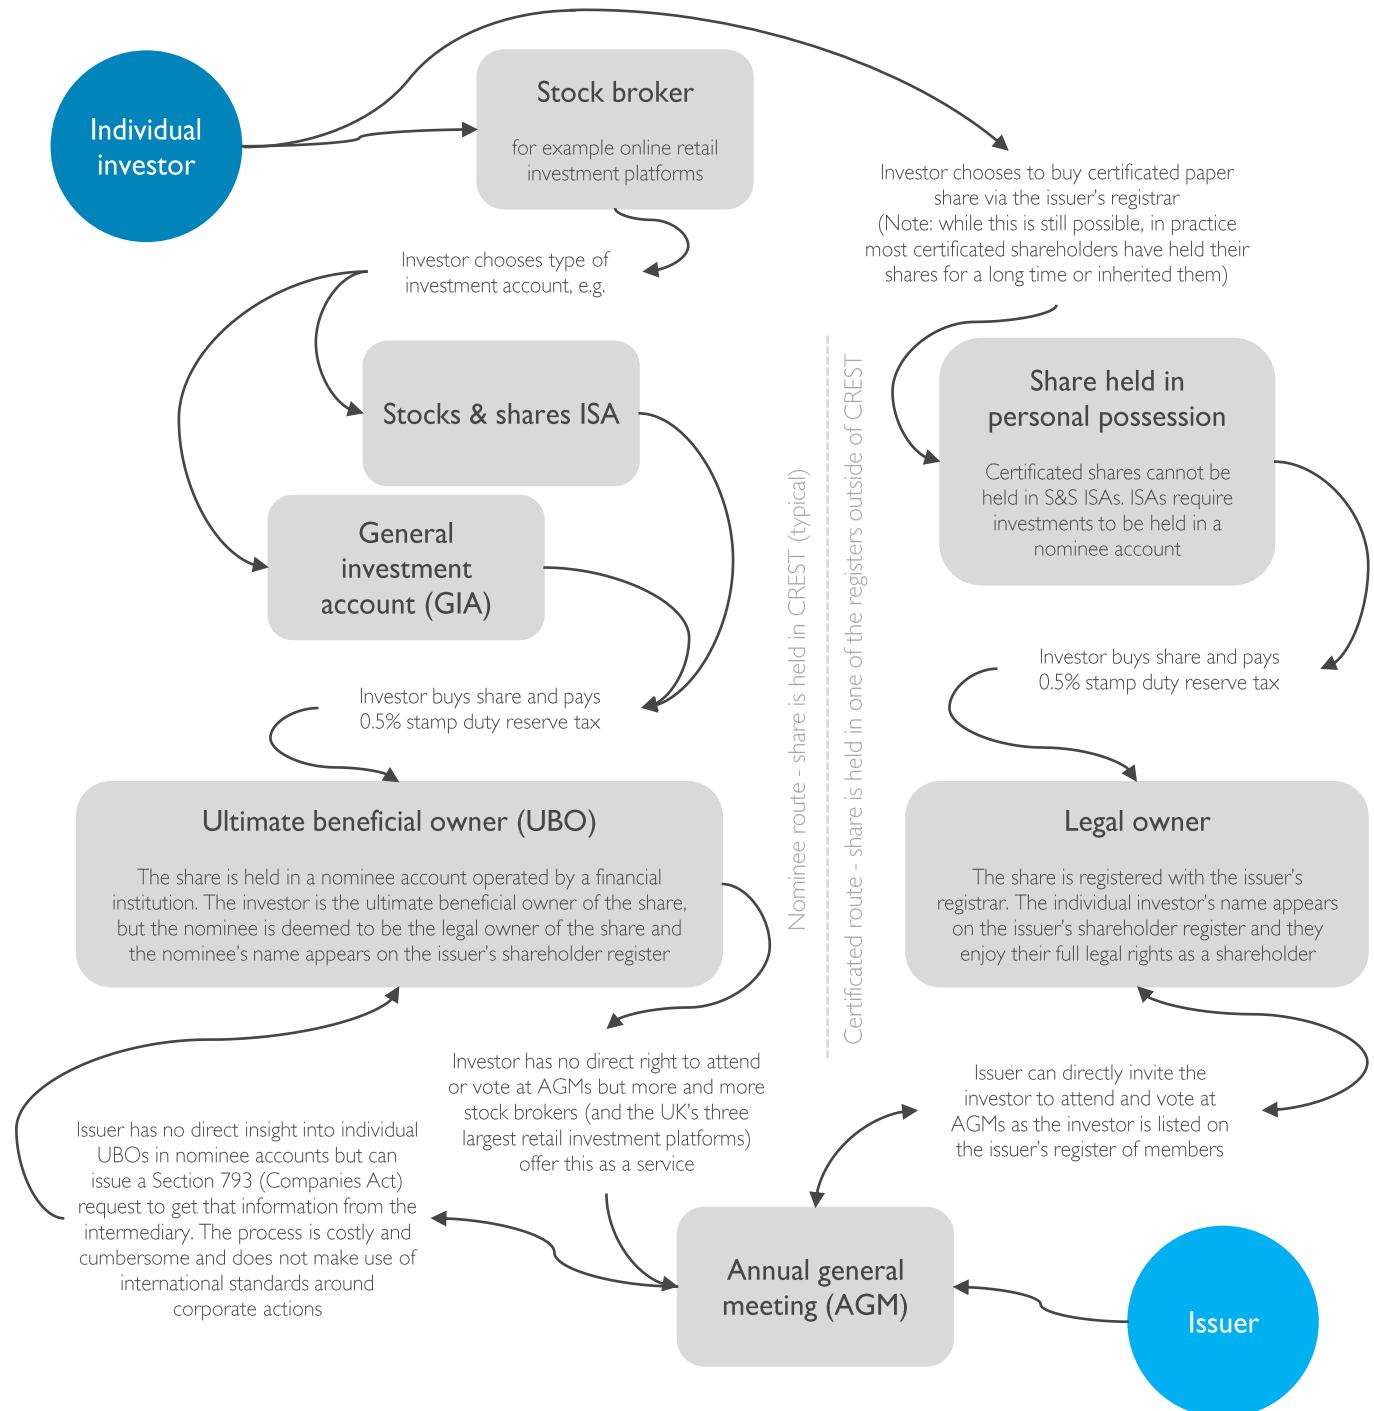 Individual
investor
Stock broker
for example online retail
investment platforms
Investor chooses to buy certificated paper
share via the issuer's registrar
(Note: while this is still possible, in practice
most certificated shareholders have held their
shares for a long time or inherited them)
Investor chooses type of
investment account, e.g.
Stocks & shares ISA
General
investment
account (GIA)
Share held in
personal possession
Certificated shares cannot be
held in S&S ISAs. ISAs require
investments to be held in a
nominee account
Nominee route - share is held in CREST (typical)
Certificated route - share is held in one of the registers outside of CREST
Investor buys share and pays
0.5% stamp duty reserve tax
Investor buys share and pays
0.5% stamp duty reserve tax
Ultimate beneficial owner (UBO)
The share is held in a nominee account operated by a financial
institution. The investor is the ultimate beneficial owner of the share,
but the nominee is deemed to be the legal owner of the share and
the nominee's name appears on the issuer's shareholder register
Legal owner
The share is registered with the issuer's
registrar. The individual investor's name appears
on the issuer's shareholder register and they
enjoy their full legal rights as a shareholder
Investor has no direct right to attend
or vote at AGMs but more and more
stock brokers (and the UK's three
largest retail investment platforms)
offer this as a service
Issuer can directly invite the
investor to attend and vote at
AGMs as the investor is listed on
the issuer's register of members
Issuer has no direct insight into individual
UBOs in nominee accounts but can
issue a Section 793 (Companies Act)
request to get that information from the
intermediary. The process is costly and
cumbersome and does not make use of
international standards around
corporate actions
Annual general
meeting (AGM)
Issuer